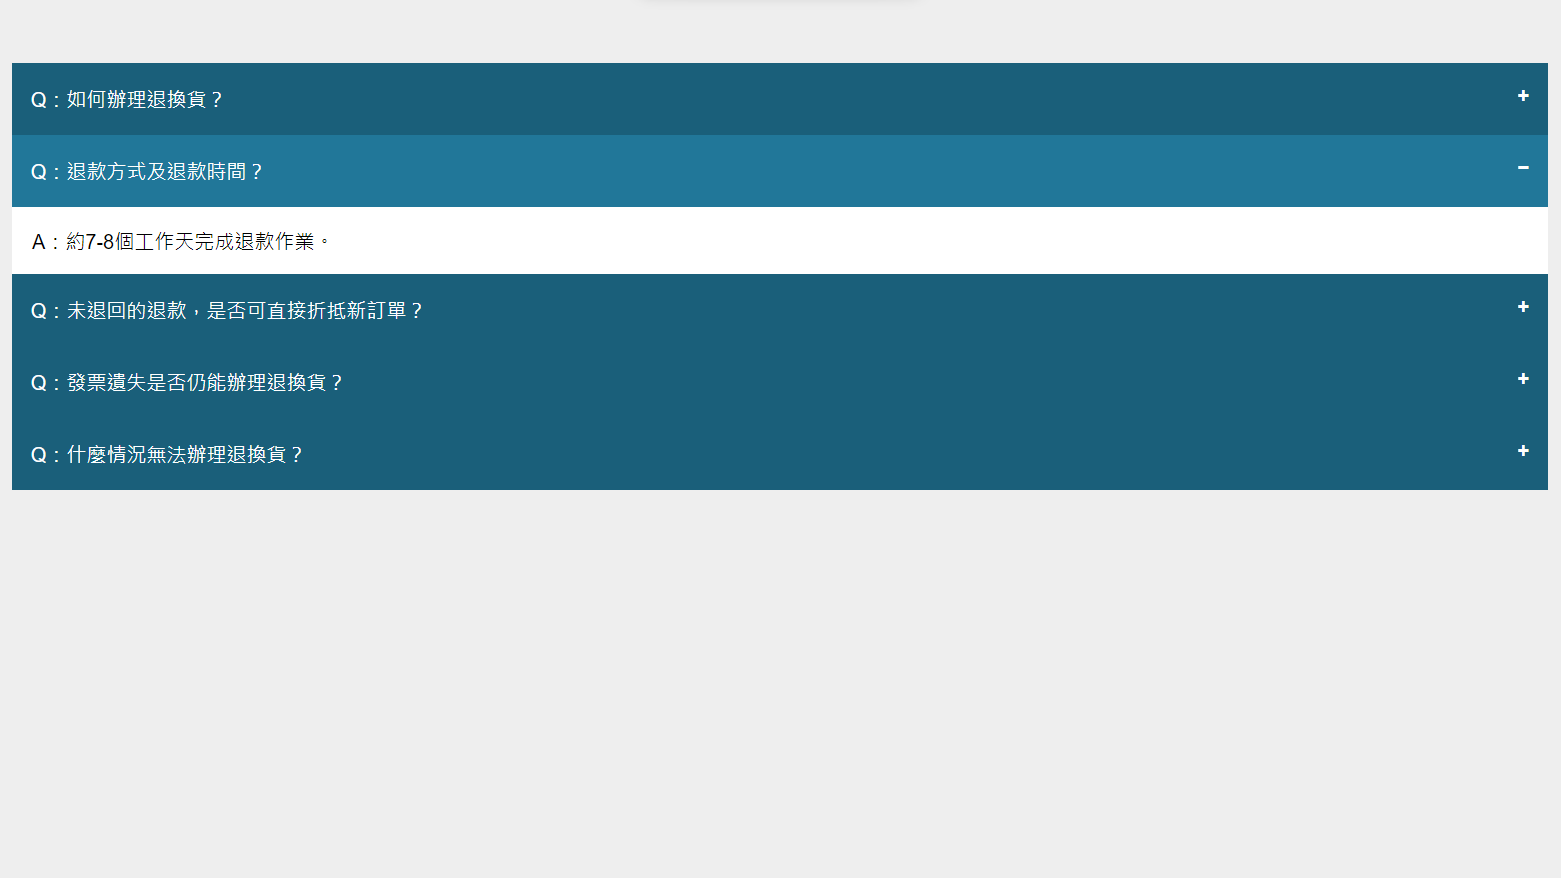 Q：如何辦理退換貨？
Q：退款方式及退款時間？
A：約7-8個工作天完成退款作業。
Q：未退回的退款，是否可直接折抵新訂單？
Q：發票遺失是否仍能辦理退換貨？
Q：什麼情況無法辦理退換貨？